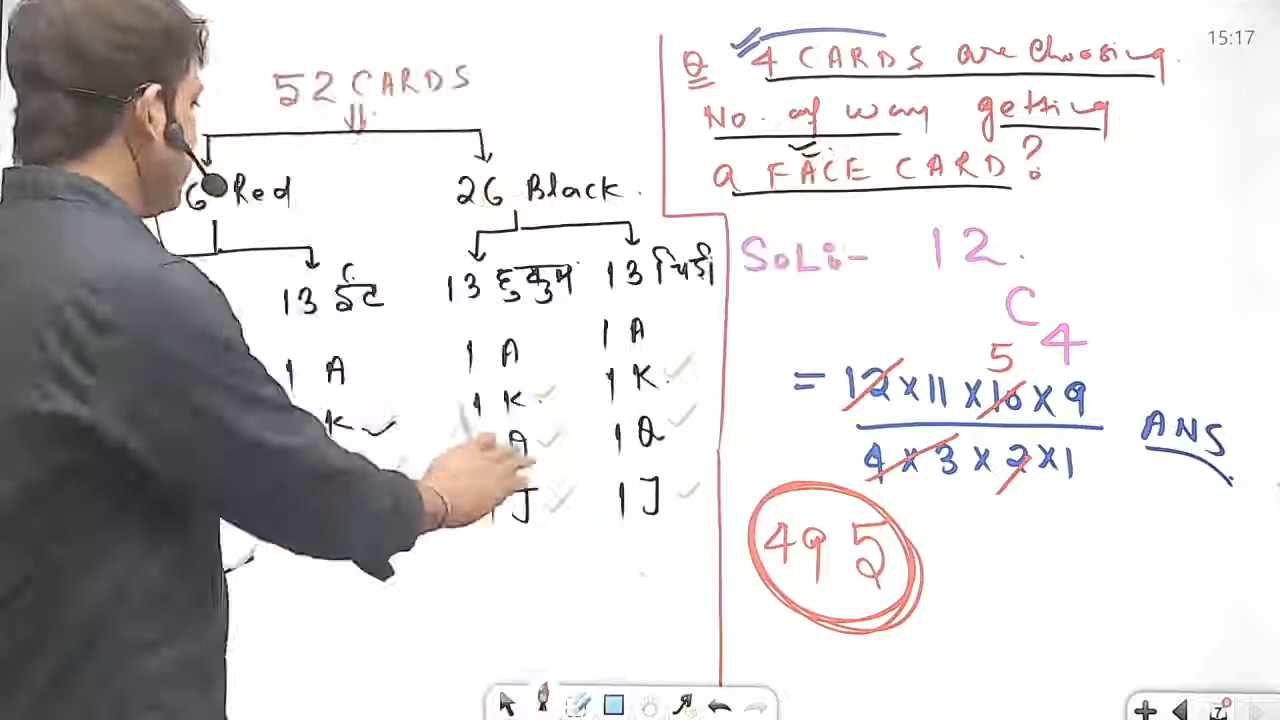 15:17
52 CARDS
6 Red
26 Black.
13 ईंट
13 हुकुम
13 चिड़ी
1 A
K
1 A
1 K
J
1 A
1 K
1 Q
1 J
Q 4 CARDS are choosing
No. of way getting
a FACE CARD?
SoLi- 12
C
4
5
= 12 x 11 x 10 x 9
4 x 3 x 2 x 1
ANS
495